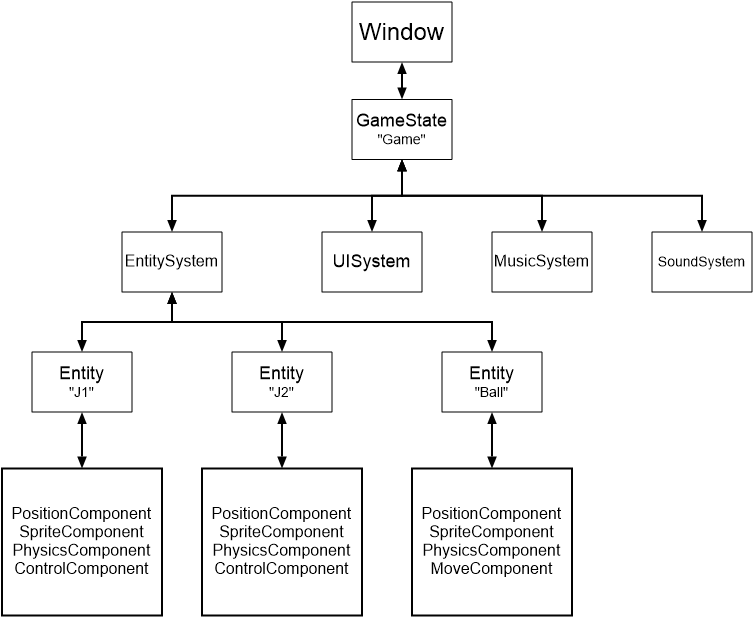 Window
GameState
"Game"
EntitySystem
UISystem
MusicSystem
SoundSystem
Entity
"J1"
Entity
"J2"
Entity
"Ball"
PositionComponent
SpriteComponent
PhysicsComponent
ControlComponent
PositionComponent
SpriteComponent
PhysicsComponent
ControlComponent
PositionComponent
SpriteComponent
PhysicsComponent
MoveComponent